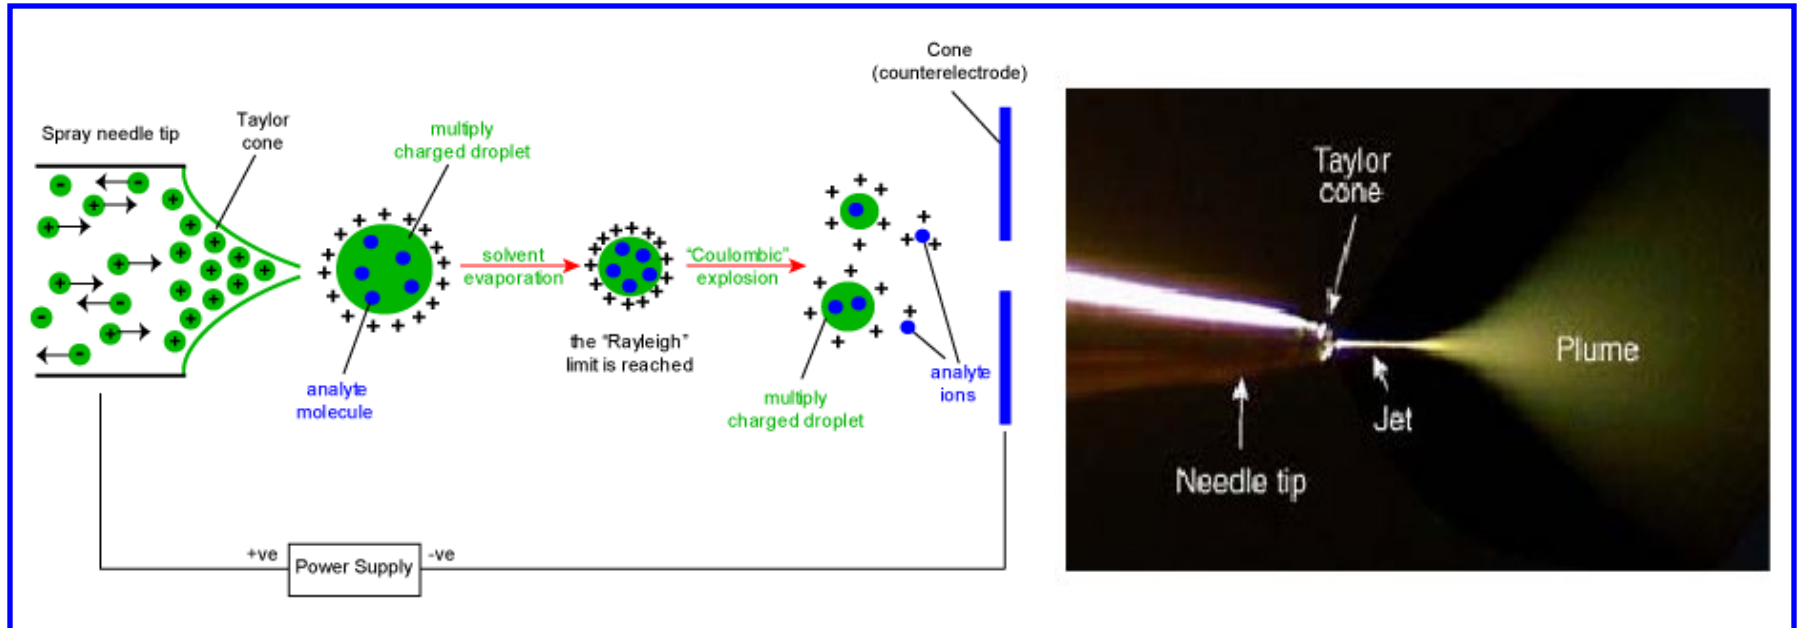 Cone
(counterelectrode)
Spray needle tip
Taylor
cone
multiply
charged droplet
solvent
evaporation
"Coulombic"
explosion
the "Rayleigh"
limit is reached
analyte
molecule
multiply
charged droplet
analyte
ions
+ve
Power Supply
-ve
Taylor
cone
Plume
Jet
Needle tip